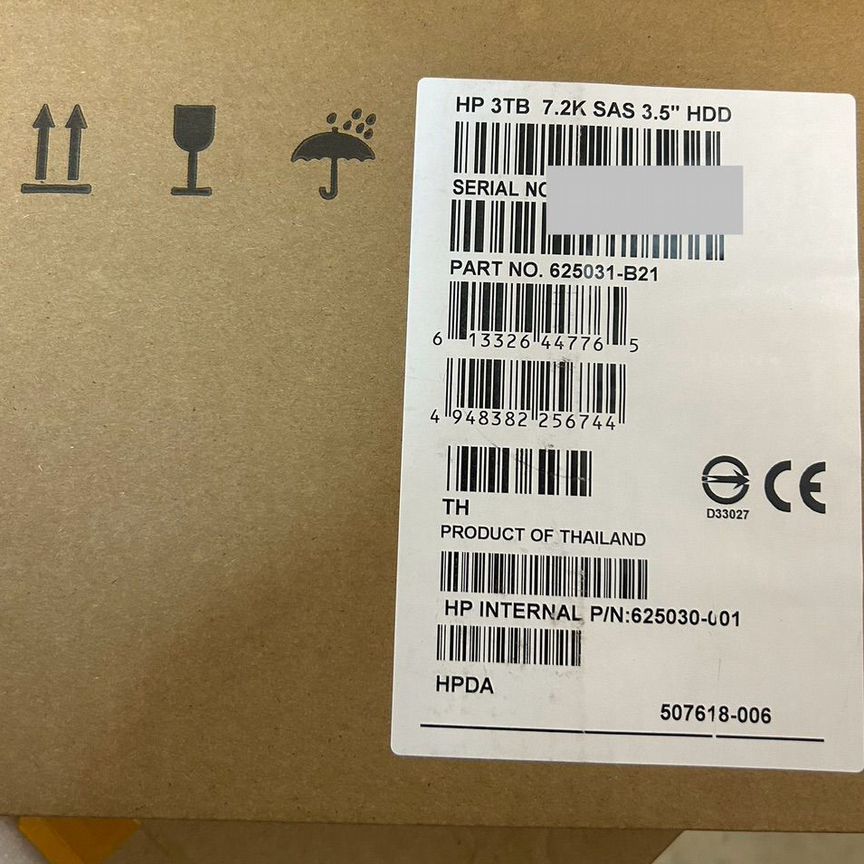 HP 3TB 7.2K SAS 3.5" HDD
SERIAL NO
PART NO. 625031-B21
6 13326 44776 5
4 948382 256744
TH
PRODUCT OF THAILAND
D33027
CE
HP INTERNAL P/N:625030-001
HPDA
507618-006